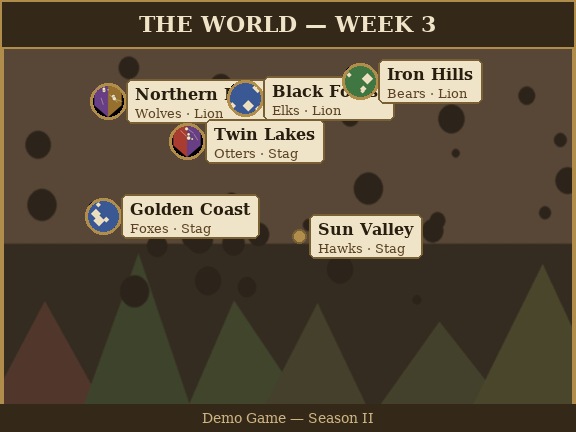 THE WORLD — WEEK 3
Northern
Wolves · Lion
Black
Elks · Lion
Iron Hills
Bears · Lion
Twin Lakes
Otters · Stag
Golden Coast
Foxes · Stag
Sun Valley
Hawks · Stag
Demo Game — Season II